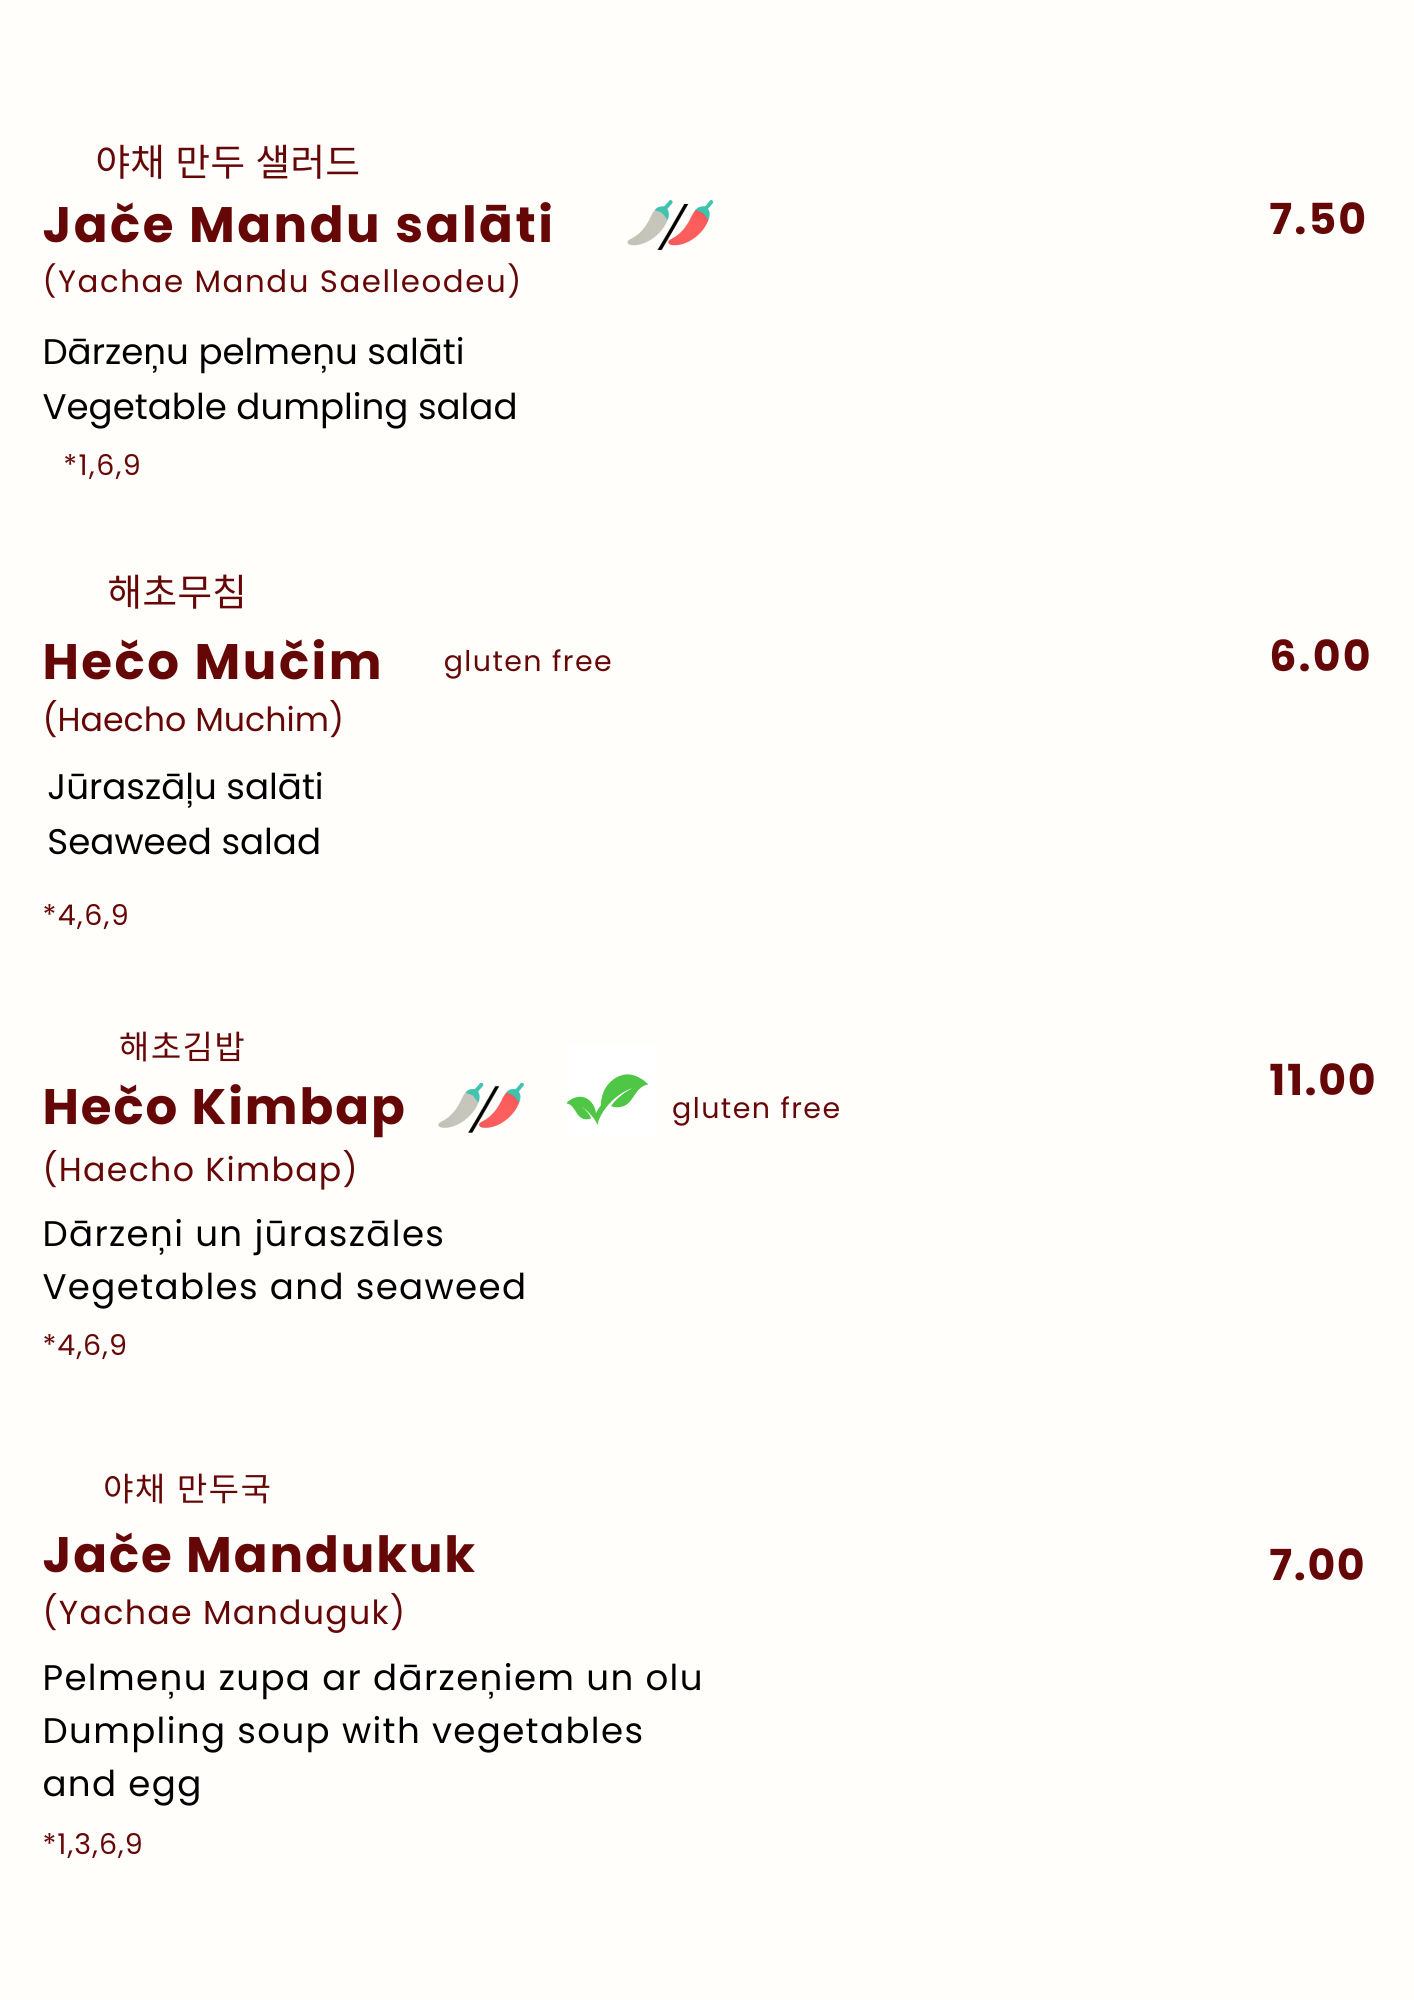 야채 만두 샐러드
Jače Mandu salāti
7.50
(Yachae Mandu Saelleodeu)
Dārzeņu pelmeņu salāti
Vegetable dumpling salad
*1,6,9
해초무침
Hečo Mučim gluten free
6.00
(Haecho Muchim)
Jūraszāļu salāti
Seaweed salad
*4,6,9
해초김밥
Hečo Kimbap gluten free
11.00
(Haecho Kimbap)
Dārzeņi un jūraszāles
Vegetables and seaweed
*4,6,9
야채 만두국
Jače Mandukuk
7.00
(Yachae Manduguk)
Pelmeņu zupa ar dārzeņiem un olu
Dumpling soup with vegetables
and egg
*1,3,6,9